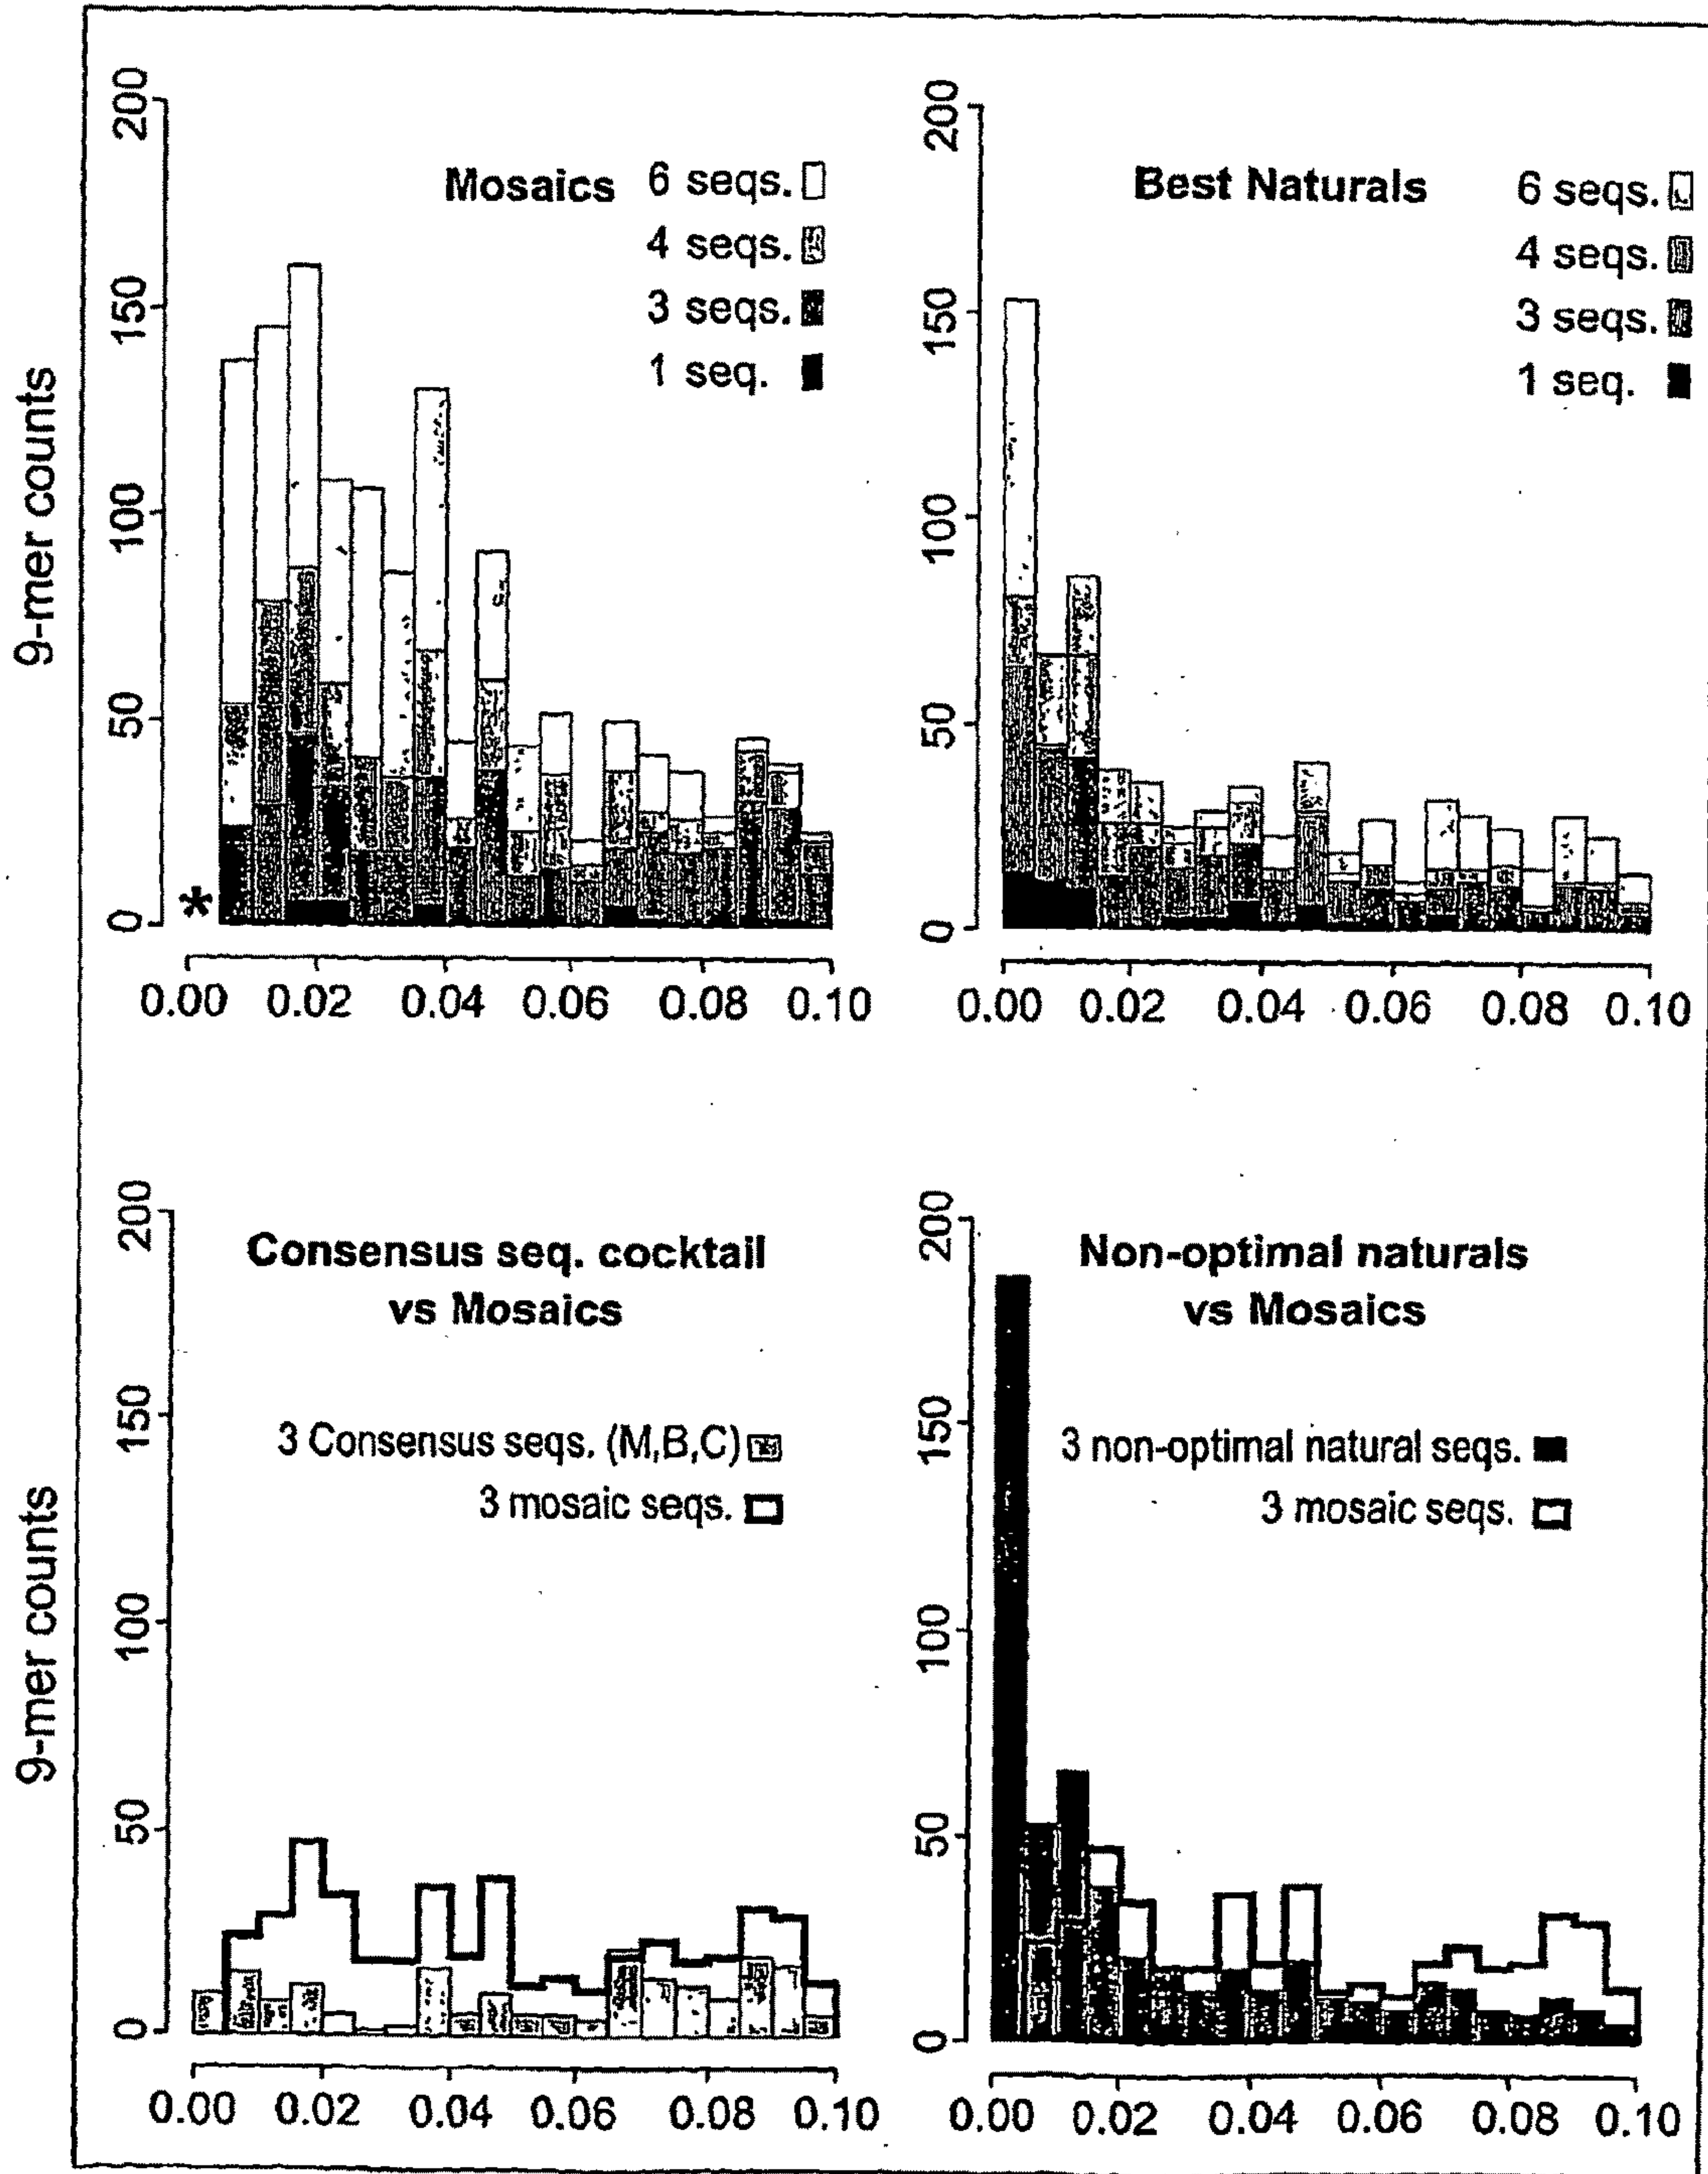 9-mer counts
200
150
100
50
0
Mosaics
6 seqs.
4 seqs.
3 seqs.
1 seq.
*
0.00 0.02 0.04 0.06 0.08 0.10
200
150
100
50
0
Best Naturals
6 seqs.
4 seqs.
3 seqs.
1 seq.
0.00 0.02 0.04 0.06 0.08 0.10
9-mer counts
200
150
100
50
0
Consensus seq. cocktail
vs Mosaics
3 Consensus seqs. (M,B,C)
3 mosaic seqs.
0.00 0.02 0.04 0.06 0.08 0.10
200
150
100
50
0
Non-optimal naturals
vs Mosaics
3 non-optimal natural seqs.
3 mosaic seqs.
0.00 0.02 0.04 0.06 0.08 0.10